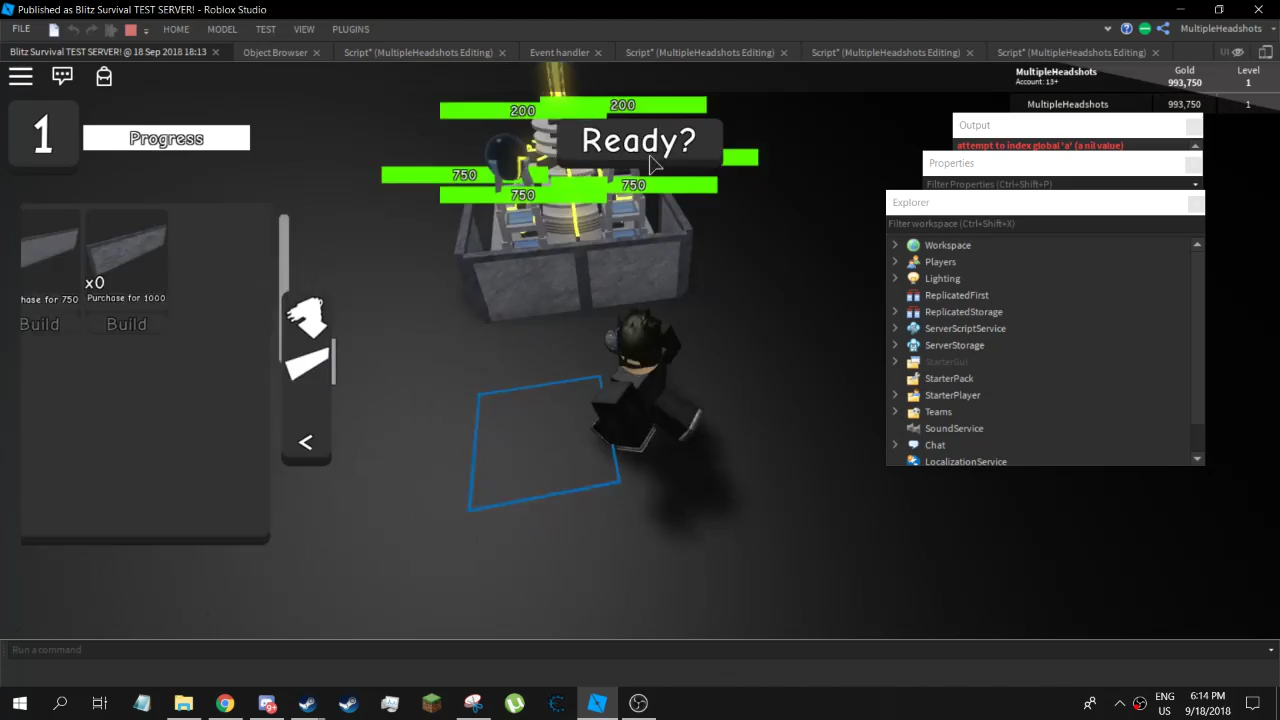 Published as Blitz Survival TEST SERVER! - Roblox Studio
FILE HOME MODEL TEST VIEW PLUGINS MultipleHeadshots
Blitz Survival TEST SERVER! @ 18 Sep 2018 18:13 Object Browser Script* (MultipleHeadshots Editing) Event handler Script* (MultipleHeadshots Editing) Script* (MultipleHeadshots Editing) Script* (MultipleHeadshots Editing) UI
MultipleHeadshots Gold Level
Account: 13+ 993,750 1
MultipleHeadshots 993,750 1
1 Progress
200 200
Ready?
750 750
750
Output
attempt to index global 'a' (a nil value)
Properties
Filter Properties (Ctrl+Shift+P)
Explorer
Filter workspace (Ctrl+Shift+X)
Workspace
Players
Lighting
ReplicatedFirst
ReplicatedStorage
ServerScriptService
ServerStorage
StarterGui
StarterPack
StarterPlayer
Teams
SoundService
Chat
LocalizationService
x0
hase for 750 Purchase for 1000
Build Build
<
Run a command
ENG 6:14 PM
US 9/18/2018